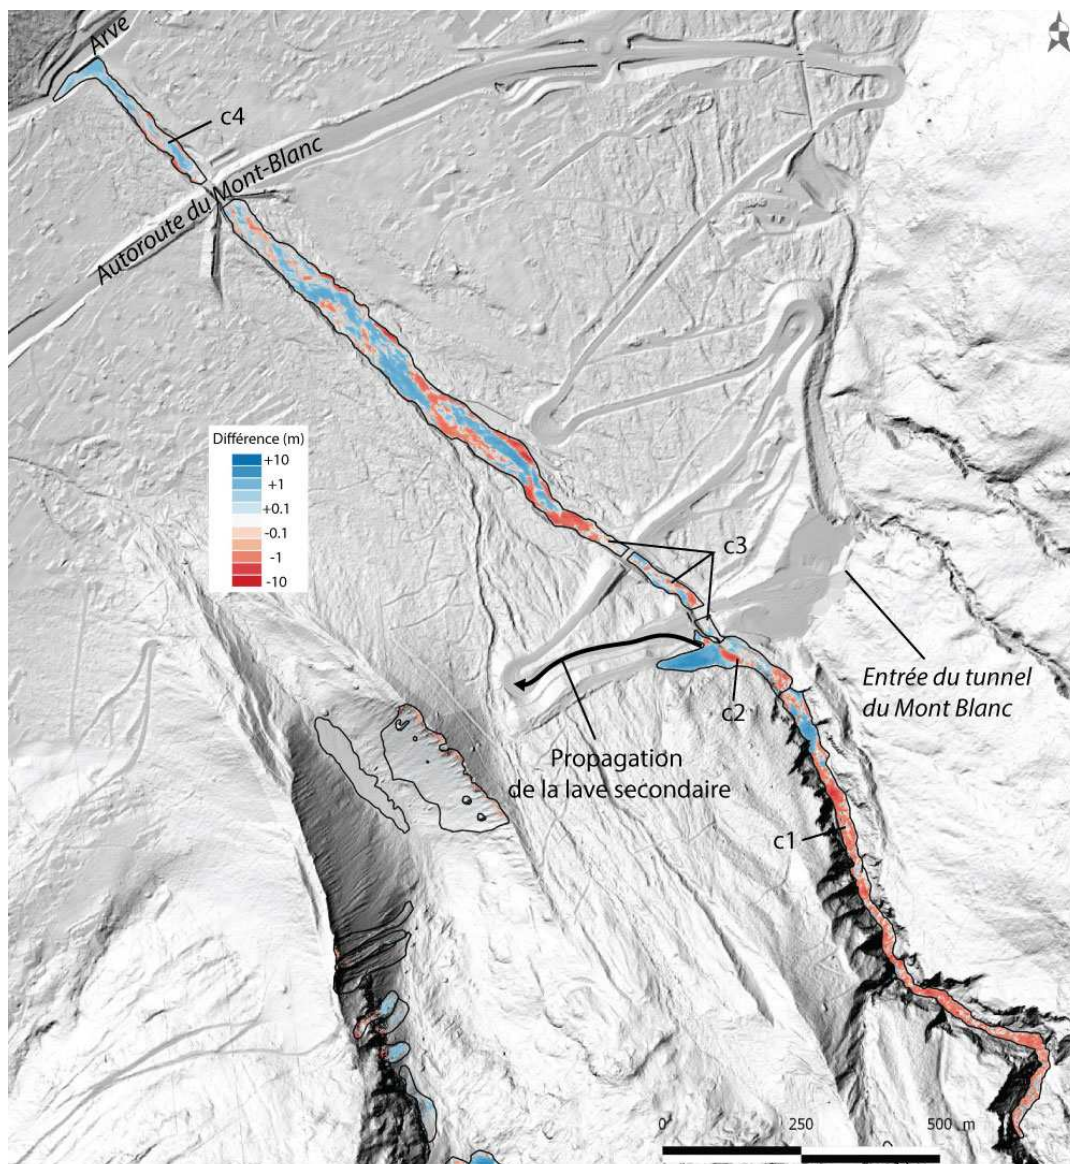 Arve
c4
Autoroute du Mont-Blanc
Différence (m)
+10
+1
+0.1
-0.1
-1
-10
c3
c2
Entrée du tunnel
du Mont Blanc
Propagation
de la lave secondaire
c1
0 250 500 m